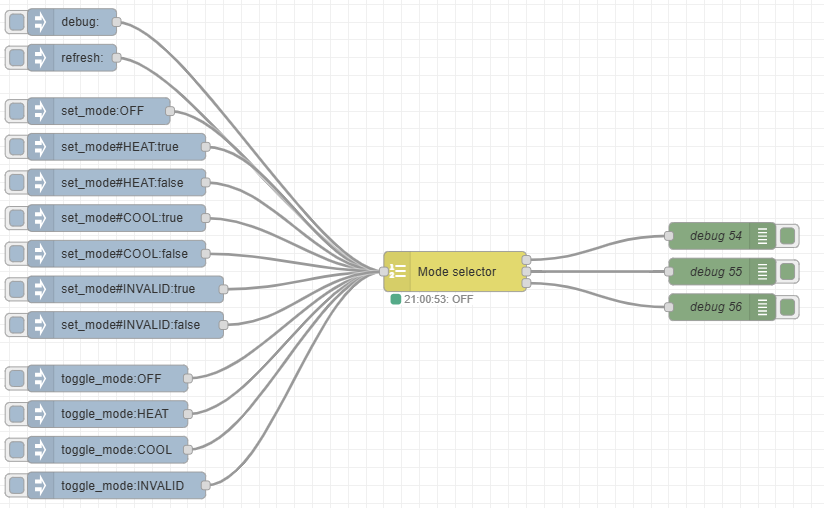 debug:
refresh:
set_mode:OFF
set_mode#HEAT:true
set_mode#HEAT:false
set_mode#COOL:true
set_mode#COOL:false
set_mode#INVALID:true
set_mode#INVALID:false
toggle_mode:OFF
toggle_mode:HEAT
toggle_mode:COOL
toggle_mode:INVALID
Mode selector
21:00:53: OFF
debug 54
debug 55
debug 56